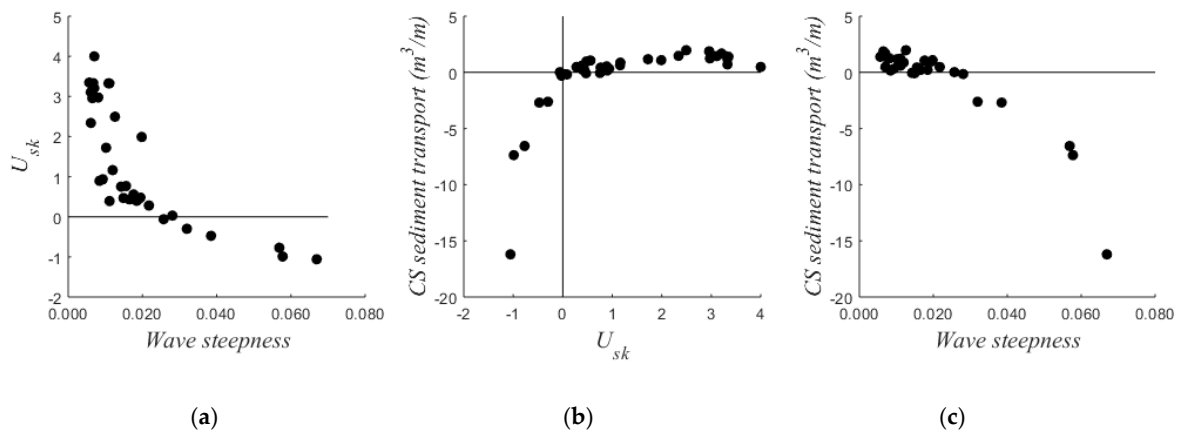 5
4
3
2
1
0
-1
-2
0.000 0.020 0.040 0.060 0.080
U_sk
Wave steepness
(a)
5
0
-5
-10
-15
-20
-2 -1 0 1 2 3 4
CS sediment transport (m³/m)
U_sk
(b)
5
0
-5
-10
-15
-20
0.000 0.020 0.040 0.060 0.080
CS sediment transport (m³/m)
Wave steepness
(c)